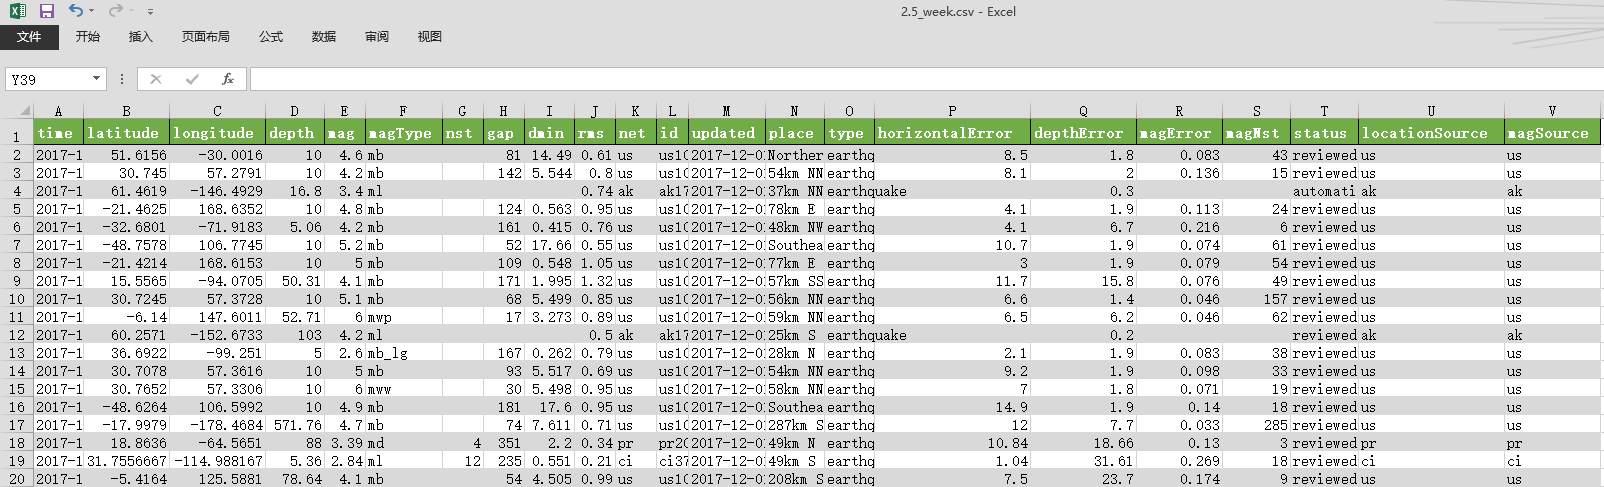 2.5_week.csv - Excel
文件 开始 插入 页面布局 公式 数据 审阅 视图
Y39 fx
A B C D E F G H I J K L M N O P Q R S T U V
1 time latitude longitude depth mag magType nst gap dmin rms net id updated place type horizontalError depthError magError magNst status locationSource magSource
2 2017-1 51.6156 -30.0016 10 4.6 mb 81 14.49 0.61 us us10 2017-12-0 Norther earthq 8.5 1.8 0.083 43 reviewed us us
3 2017-1 30.745 57.2791 10 4.2 mb 142 5.544 0.8 us us10 2017-12-0 54km NN earthq 8.1 2 0.136 15 reviewed us us
4 2017-1 61.4619 -146.4929 16.8 3.4 ml 0.74 ak ak17 2017-12-0 37km NN earthquake 0.3 automati ak ak
5 2017-1 -21.4625 168.6352 10 4.8 mb 124 0.563 0.95 us us10 2017-12-0 78km E earthq 4.1 1.9 0.113 24 reviewed us us
6 2017-1 -32.6801 -71.9183 5.06 4.2 mb 161 0.415 0.76 us us10 2017-12-0 48km NW earthq 4.1 6.7 0.216 6 reviewed us us
7 2017-1 -48.7578 106.7745 10 5.2 mb 52 17.66 0.55 us us10 2017-12-0 Southea earthq 10.7 1.9 0.074 61 reviewed us us
8 2017-1 -21.4214 168.6153 10 5 mb 109 0.548 1.05 us us10 2017-12-0 77km E earthq 3 1.9 0.079 54 reviewed us us
9 2017-1 15.5565 -94.0705 50.31 4.1 mb 171 1.995 1.32 us us10 2017-12-0 57km SS earthq 11.7 15.8 0.076 49 reviewed us us
10 2017-1 30.7245 57.3728 10 5.1 mb 68 5.499 0.85 us us10 2017-12-0 56km NN earthq 6.6 1.4 0.046 157 reviewed us us
11 2017-1 -6.14 147.6011 52.71 6 mwp 17 3.273 0.89 us us10 2017-12-0 59km NN earthq 6.5 6.2 0.046 62 reviewed us us
12 2017-1 60.2571 -152.6733 103 4.2 ml 0.5 ak ak17 2017-12-0 25km S earthquake 0.2 reviewed ak ak
13 2017-1 36.6922 -99.251 5 2.6 mb_lg 167 0.262 0.79 us us10 2017-12-0 28km N earthq 2.1 1.9 0.083 38 reviewed us us
14 2017-1 30.7078 57.3616 10 5 mb 93 5.517 0.69 us us10 2017-12-0 54km NN earthq 9.2 1.9 0.098 33 reviewed us us
15 2017-1 30.7652 57.3306 10 6 mww 30 5.498 0.95 us us10 2017-12-0 58km NN earthq 7 1.8 0.071 19 reviewed us us
16 2017-1 -48.6264 106.5992 10 4.9 mb 181 17.6 0.95 us us10 2017-12-0 Southea earthq 14.9 1.9 0.14 18 reviewed us us
17 2017-1 -17.9979 -178.4684 571.76 4.7 mb 74 7.611 0.71 us us10 2017-12-0 287km S earthq 12 7.7 0.033 285 reviewed us us
18 2017-1 18.8636 -64.5651 88 3.39 md 4 351 2.2 0.34 pr pr20 2017-12-0 49km N earthq 10.84 18.66 0.13 3 reviewed pr pr
19 2017-1 31.7556667 -114.988167 5.36 2.84 ml 12 235 0.551 0.21 ci ci37 2017-12-0 49km S earthq 1.04 31.61 0.269 18 reviewed ci ci
20 2017-1 -5.4164 125.5881 78.64 4.1 mb 54 4.505 0.99 us us10 2017-12-0 208km S earthq 7.5 23.7 0.174 9 reviewed us us